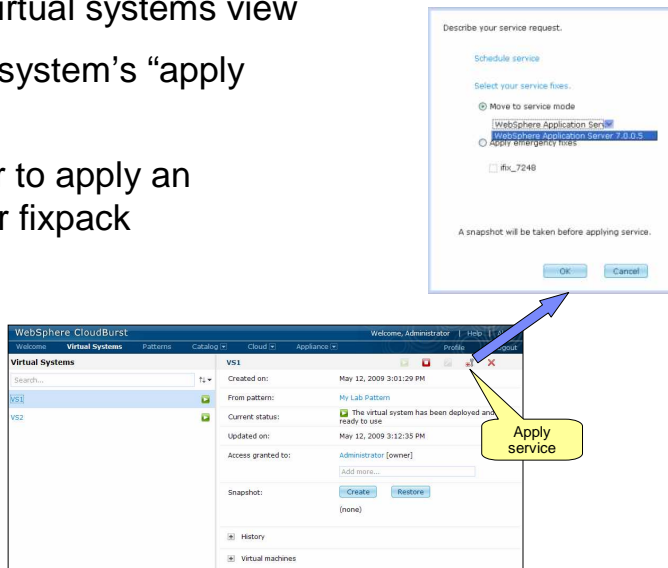 irtual systems view
system's "apply
r to apply an
r fixpack
Describe your service request.
Schedule service
Select your service fixes.
Move to service mode
WebSphere Application Serv
WebSphere Application Server 7.0.0.5
Apply emergency fixes
ifix_7248
A snapshot will be taken before applying service.
OK Cancel
WebSphere CloudBurst
Welcome, Administrator | Help |
Welcome Virtual Systems Patterns Catalog Cloud Appliance Profile ogout
Virtual Systems
Search...
VS1
VS2
VS1
Created on: May 12, 2009 3:01:29 PM
From pattern: My Lab Pattern
Current status: The virtual system has been deployed and
ready to use
Updated on: May 12, 2009 3:12:35 PM
Access granted to: Administrator [owner]
Add more...
Snapshot: Create Restore
(none)
History
Virtual machines
Apply
service